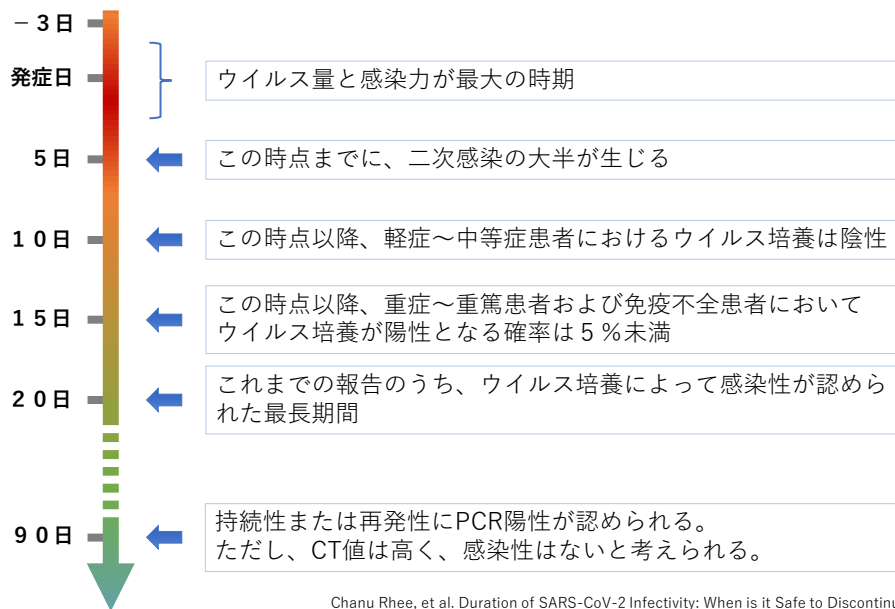 －３日
発症日
ウイルス量と感染力が最大の時期
５日
この時点までに、二次感染の大半が生じる
１０日
この時点以降、軽症～中等症患者におけるウイルス培養は陰性
１５日
この時点以降、重症～重篤患者および免疫不全患者において
ウイルス培養が陽性となる確率は５％未満
２０日
これまでの報告のうち、ウイルス培養によって感染性が認めら
れた最長期間
９０日
持続性または再発性にPCR陽性が認められる。
ただし、CT値は高く、感染性はないと考えられる。
Chanu Rhee, et al. Duration of SARS-CoV-2 Infectivity: When is it Safe to Discontinu